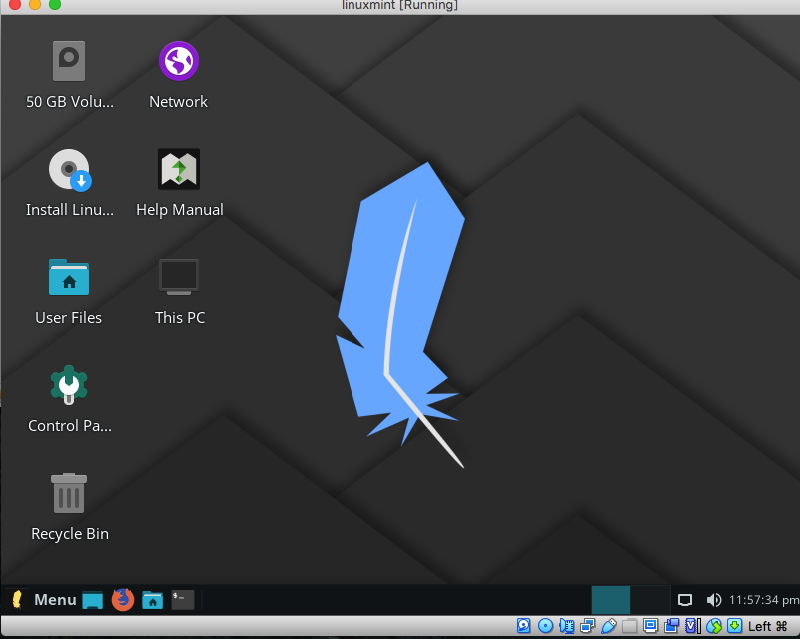 linuxmint [Running]
50 GB Volu...
Network
Install Linu...
Help Manual
User Files
This PC
Control Pa...
Recycle Bin
Menu
$-
11:57:34 pm
Left ⌘